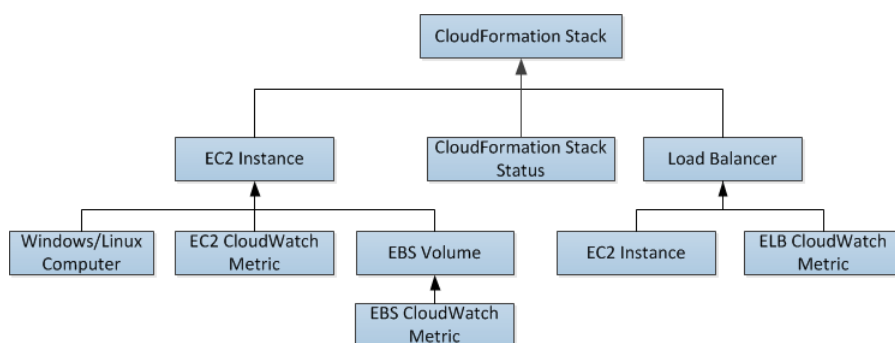 CloudFormation Stack
EC2 Instance
CloudFormation Stack
Status
Load Balancer
Windows/Linux
Computer
EC2 CloudWatch
Metric
EBS Volume
EC2 Instance
ELB CloudWatch
Metric
EBS CloudWatch
Metric